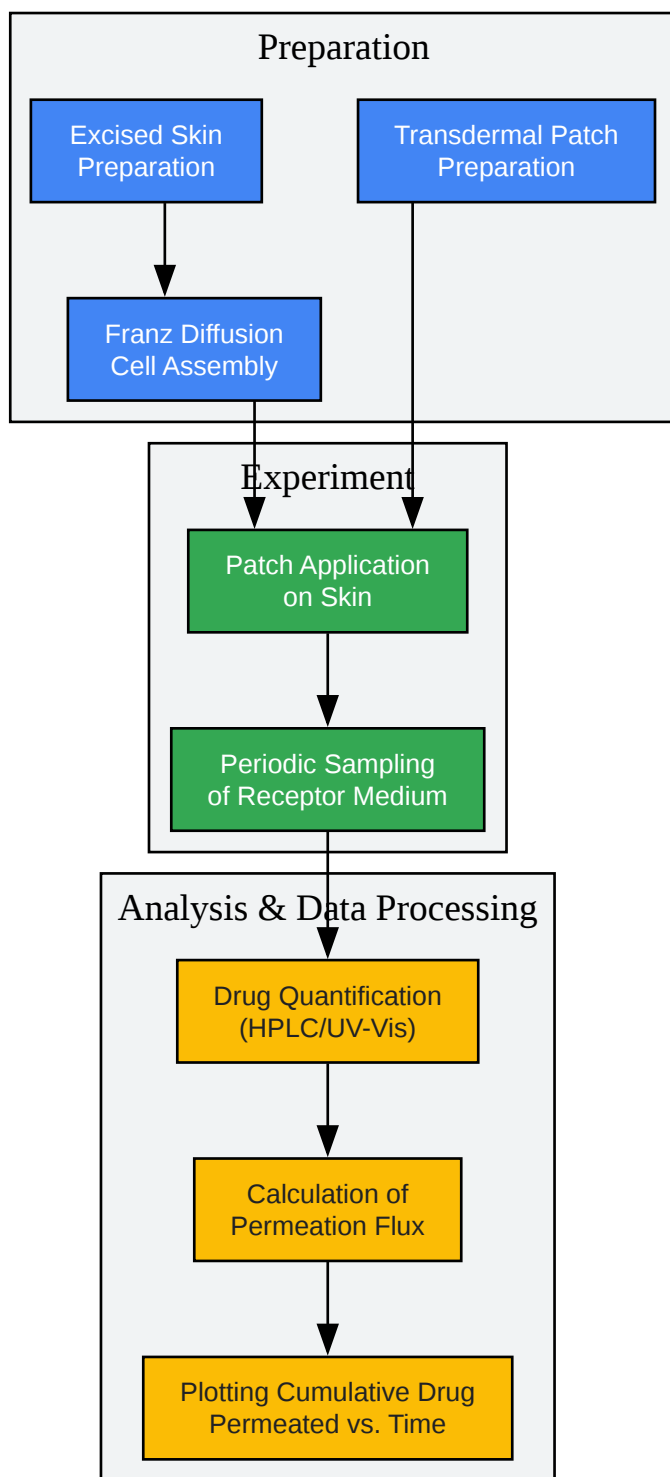 Preparation
Excised Skin
Preparation
Transdermal Patch
Preparation
Franz Diffusion
Cell Assembly
Experiment
Patch Application
on Skin
Periodic Sampling
of Receptor Medium
Analysis & Data Processing
Drug Quantification
(HPLC/UV-Vis)
Calculation of
Permeation Flux
Plotting Cumulative Drug
Permeated vs. Time